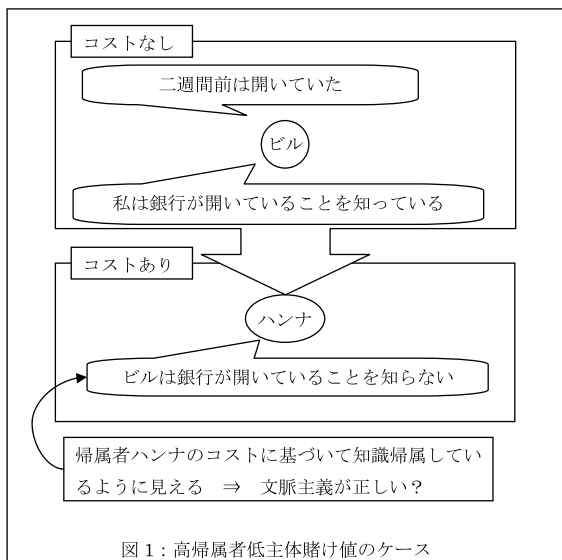 コストなし
二週間前は開いていた
ビル
私は銀行が開いていることを知っている
コストあり
ハンナ
ビルは銀行が開いていることを知らない
帰属者ハンナのコストに基づいて知識帰属してい
るように見える ⇒ 文脈主義が正しい？
図 1：高帰属者低主体賭け値のケース